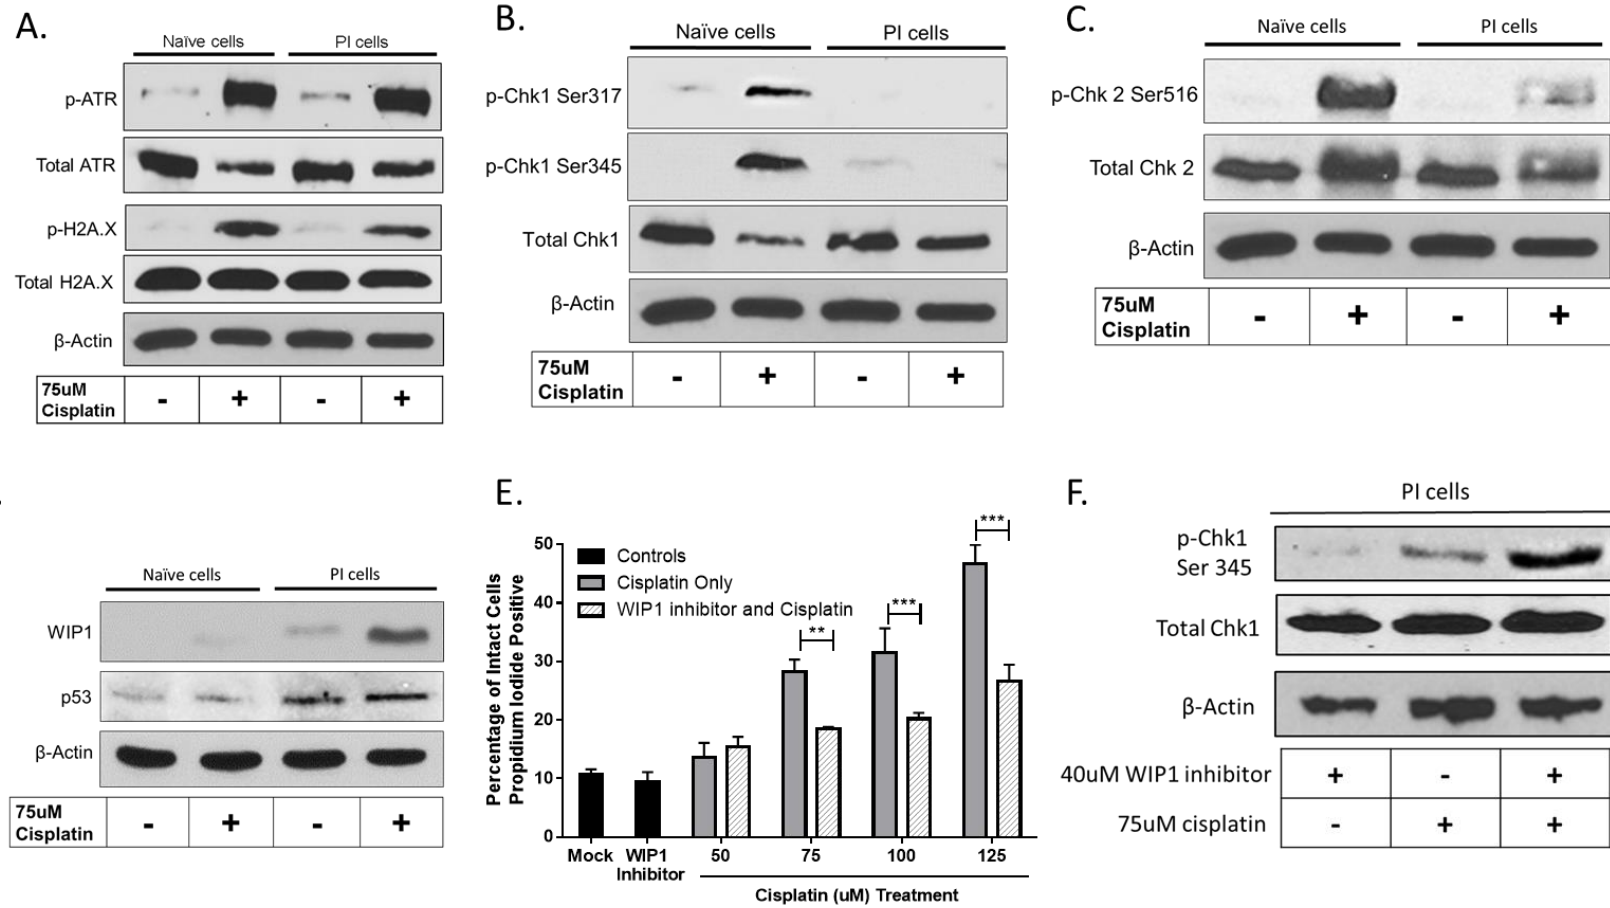 A.
Naïve cells PI cells
p-ATR
Total ATR
p-H2A.X
Total H2A.X
β-Actin
75uM
Cisplatin
- + - +
B.
Naïve cells PI cells
p-Chk1 Ser317
p-Chk1 Ser345
Total Chk1
β-Actin
75uM
Cisplatin
- + - +
C.
Naïve cells PI cells
p-Chk 2 Ser516
Total Chk 2
β-Actin
75uM
Cisplatin
- + - +
Naïve cells PI cells
WIP1
p53
β-Actin
75uM
Cisplatin
- + - +
E.
Percentage of Intact Cells
Propidium Iodide Positive
50
40
30
20
10
0
Controls
Cisplatin Only
WIP1 inhibitor and Cisplatin
**
***
***
Mock WIP1 50 75 100 125
Inhibitor
Cisplatin (uM) Treatment
F.
PI cells
p-Chk1
Ser 345
Total Chk1
β-Actin
40uM WIP1 inhibitor + - +
75uM cisplatin - + +